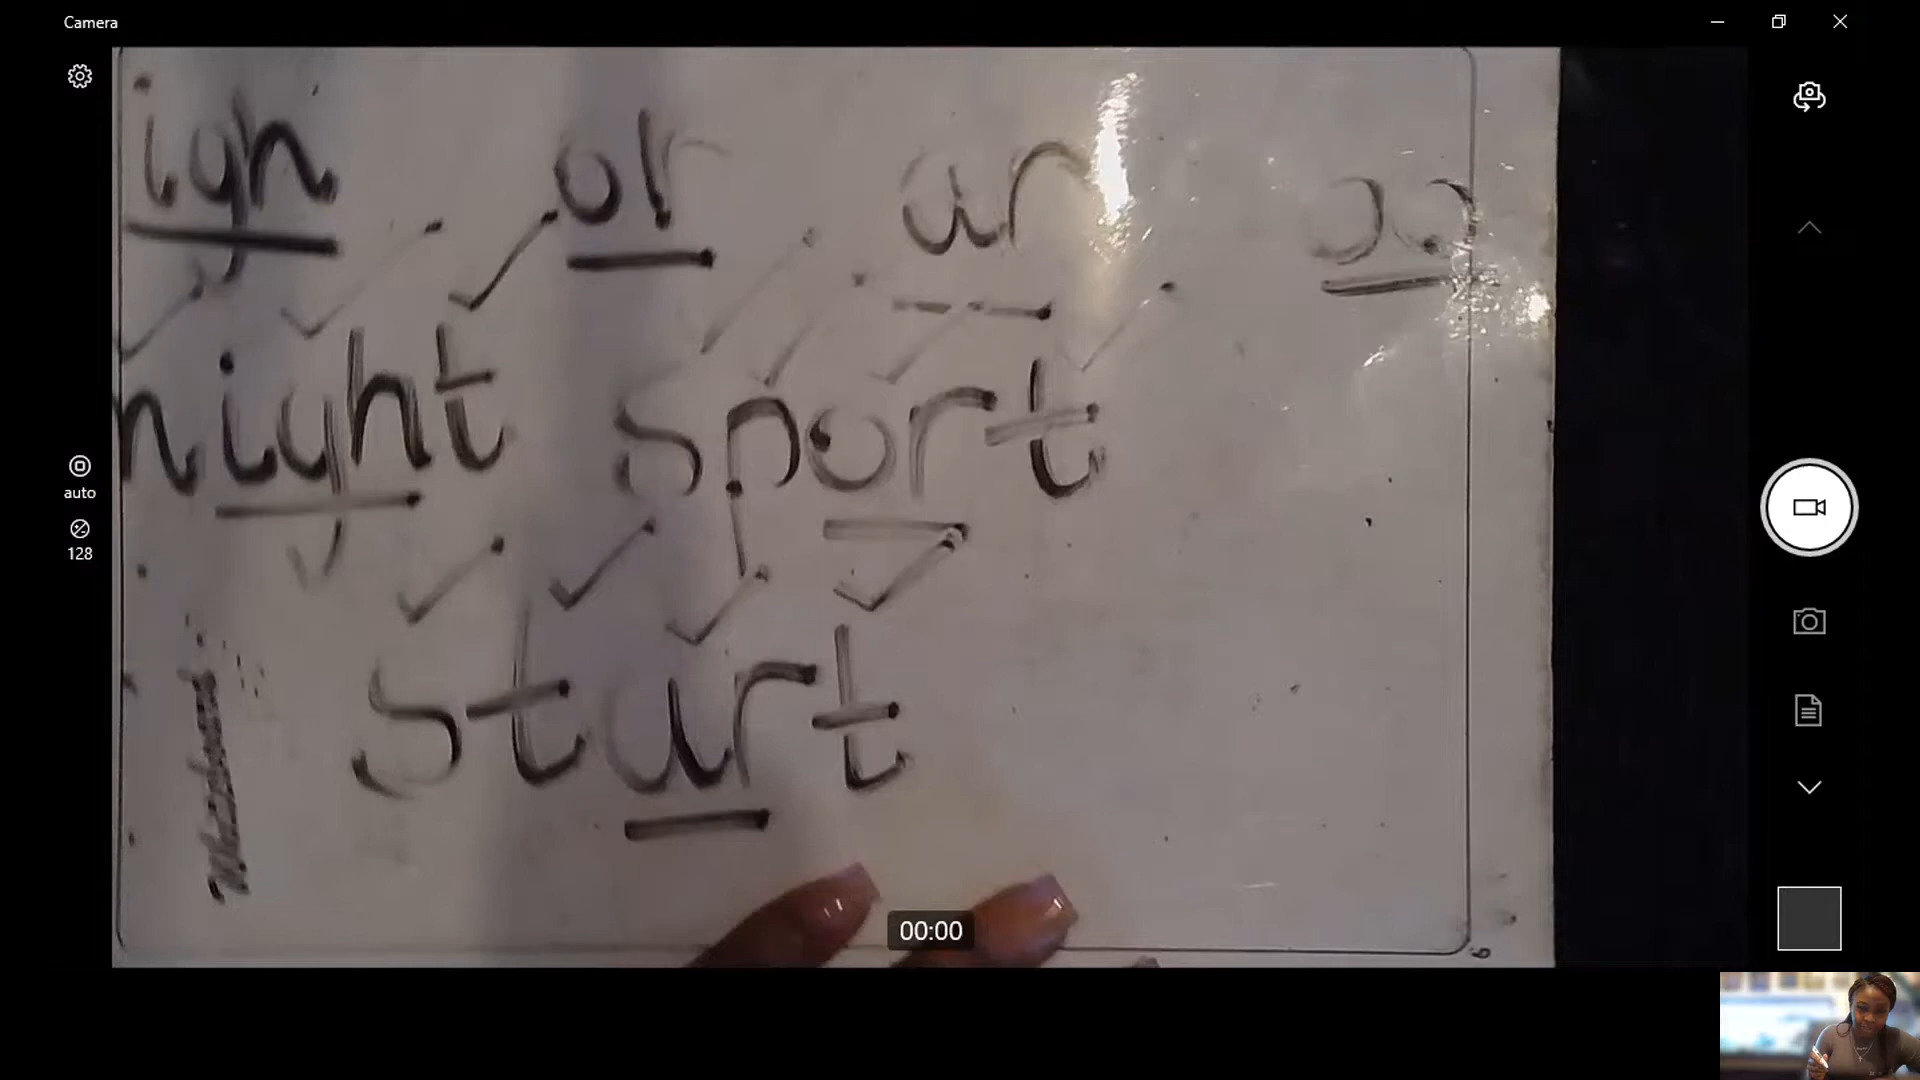 Camera
igh or ar oo
night sport
auto
128
start
00:00